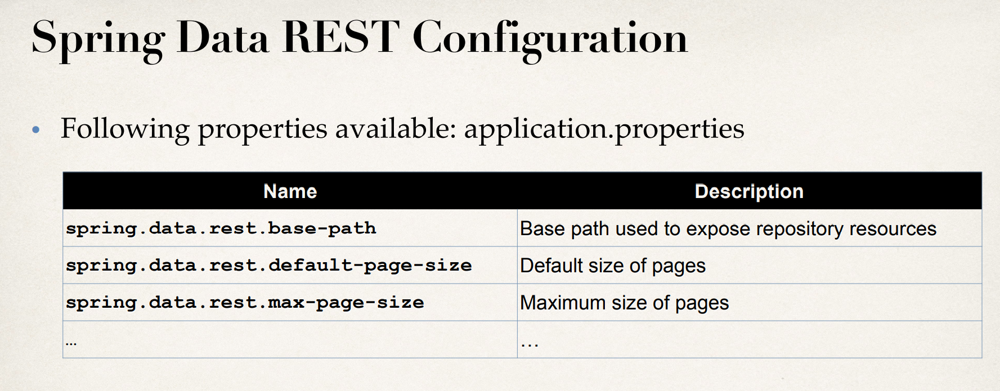 Spring Data REST Configuration
• Following properties available: application.properties
Name Description
spring.data.rest.base-path Base path used to expose repository resources
spring.data.rest.default-page-size Default size of pages
spring.data.rest.max-page-size Maximum size of pages
... ...